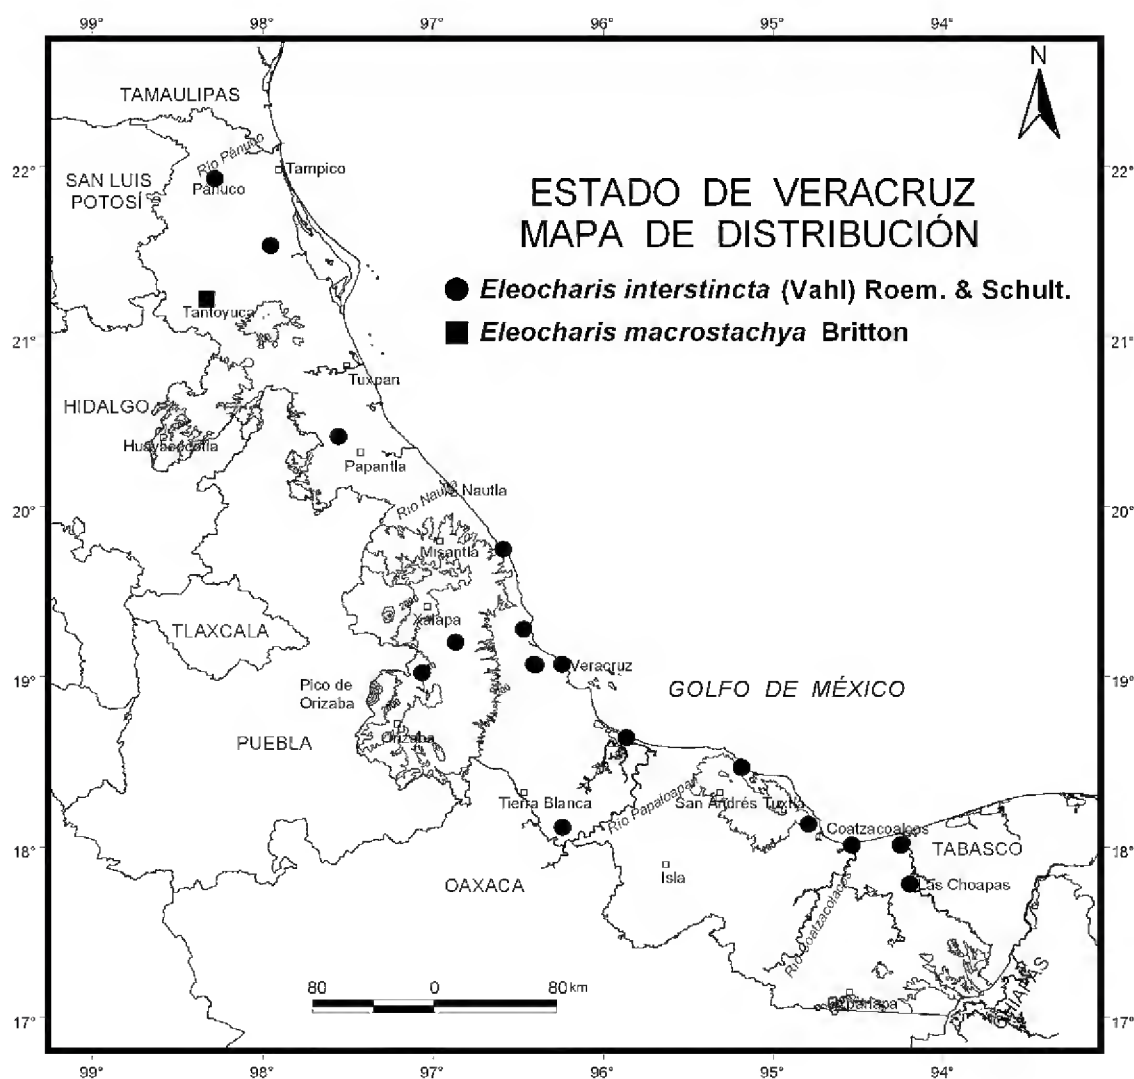 99° 98° 97° 96° 95° 94°
N
TAMAULIPAS
Río Pánuco
22° Tampico 22°
SAN LUIS
POTOSÍ
Pánuco
ESTADO DE VERACRUZ
MAPA DE DISTRIBUCIÓN
Eleocharis interstincta (Vahl) Roem. & Schult.
Eleocharis macrostachya Britton
Tantoyuca
21° 21°
Tuxpan
HIDALGO
Huayacocotla
Papantla
Nautla
Río Nautla
20° 20°
Misantla
2000
Xalapa
TLAXCALA
Veracruz
19° 19°
Pico de
Orizaba
GOLFO DE MÉXICO
Orizaba
PUEBLA
Tierra Blanca
Río Papaloapan
San Andrés Tuxtla
Coatzacoalcos
18° 18°
TABASCO
Isla
OAXACA
Las Choapas
Río Coatzacoalcos
80 0 80 km
Uxpanapa
CHIAPAS
17° 17°
99° 98° 97° 96° 95° 94°